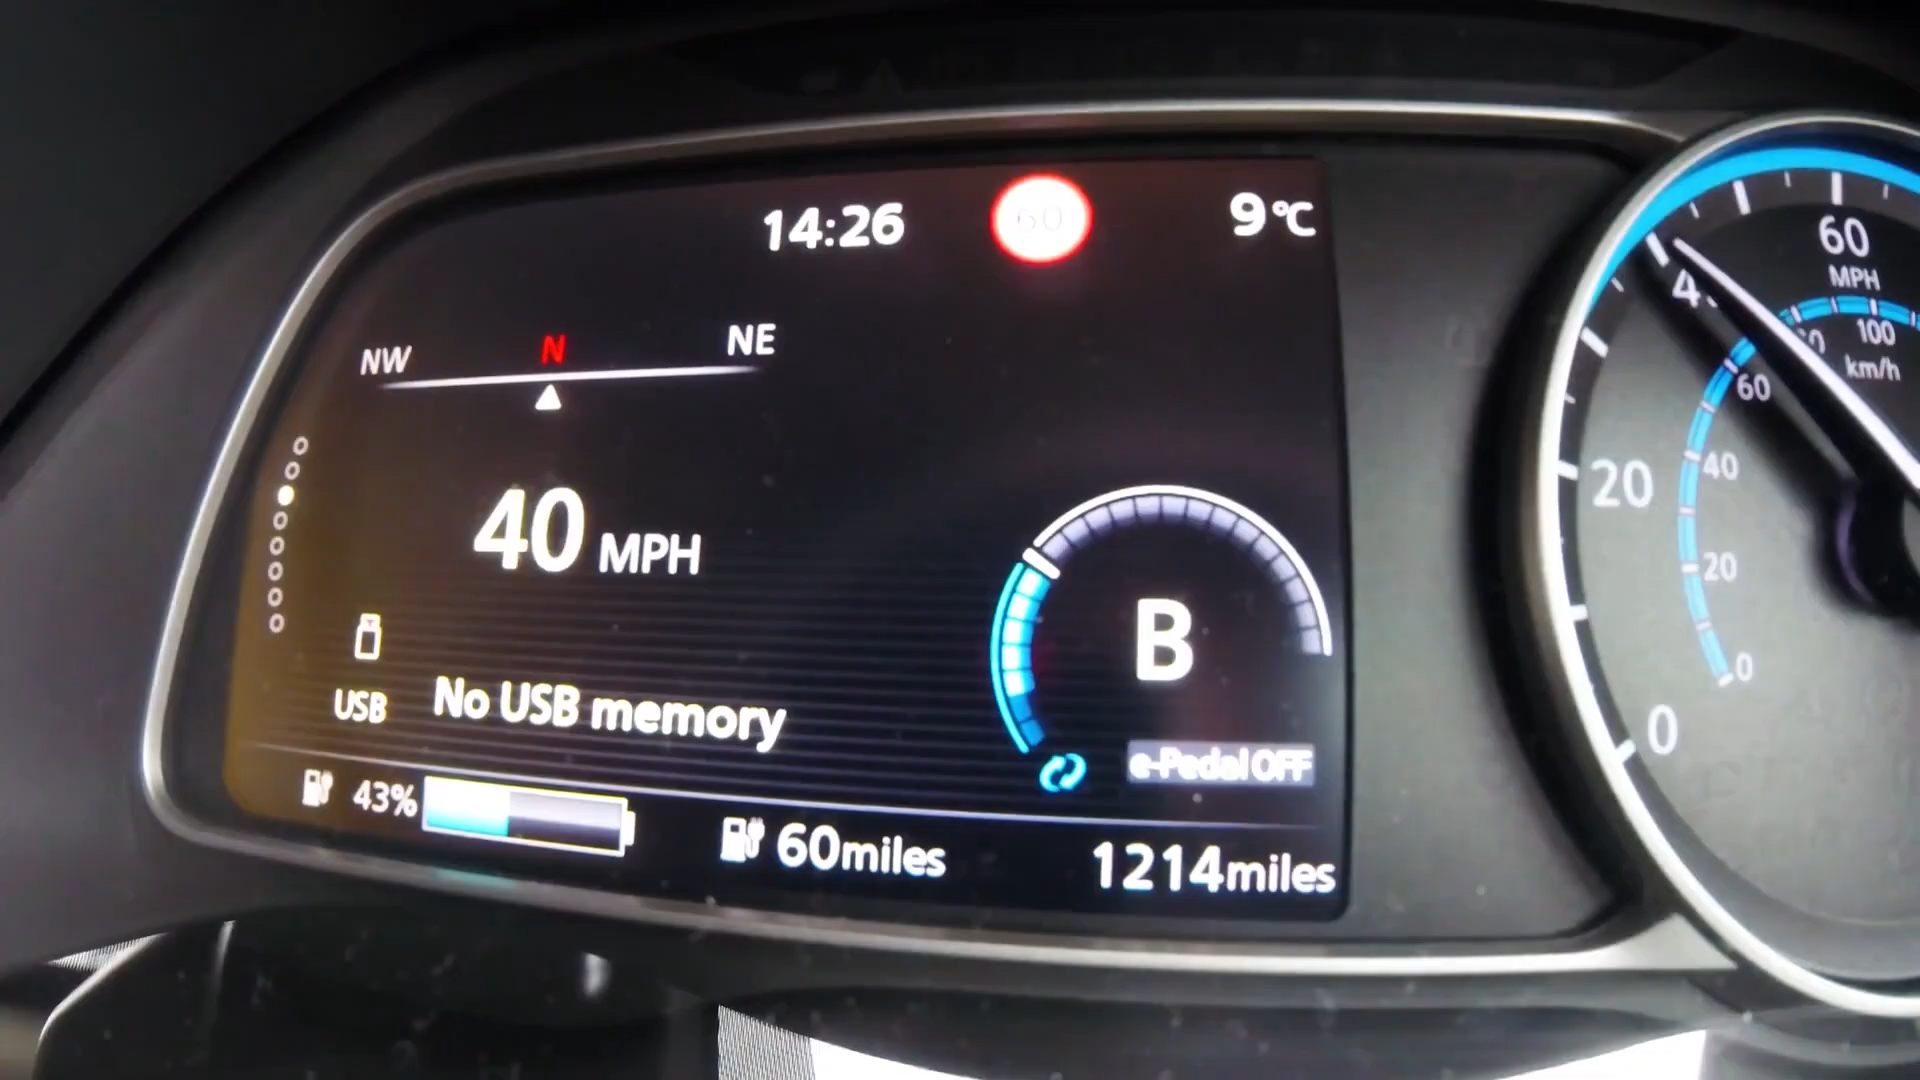 14:26
60
9°C
NW N NE
40 MPH
B
USB
No USB memory
e-Pedal OFF
43%
60miles
1214miles
60
MPH
100
km/h
60
40
20
20
0
0